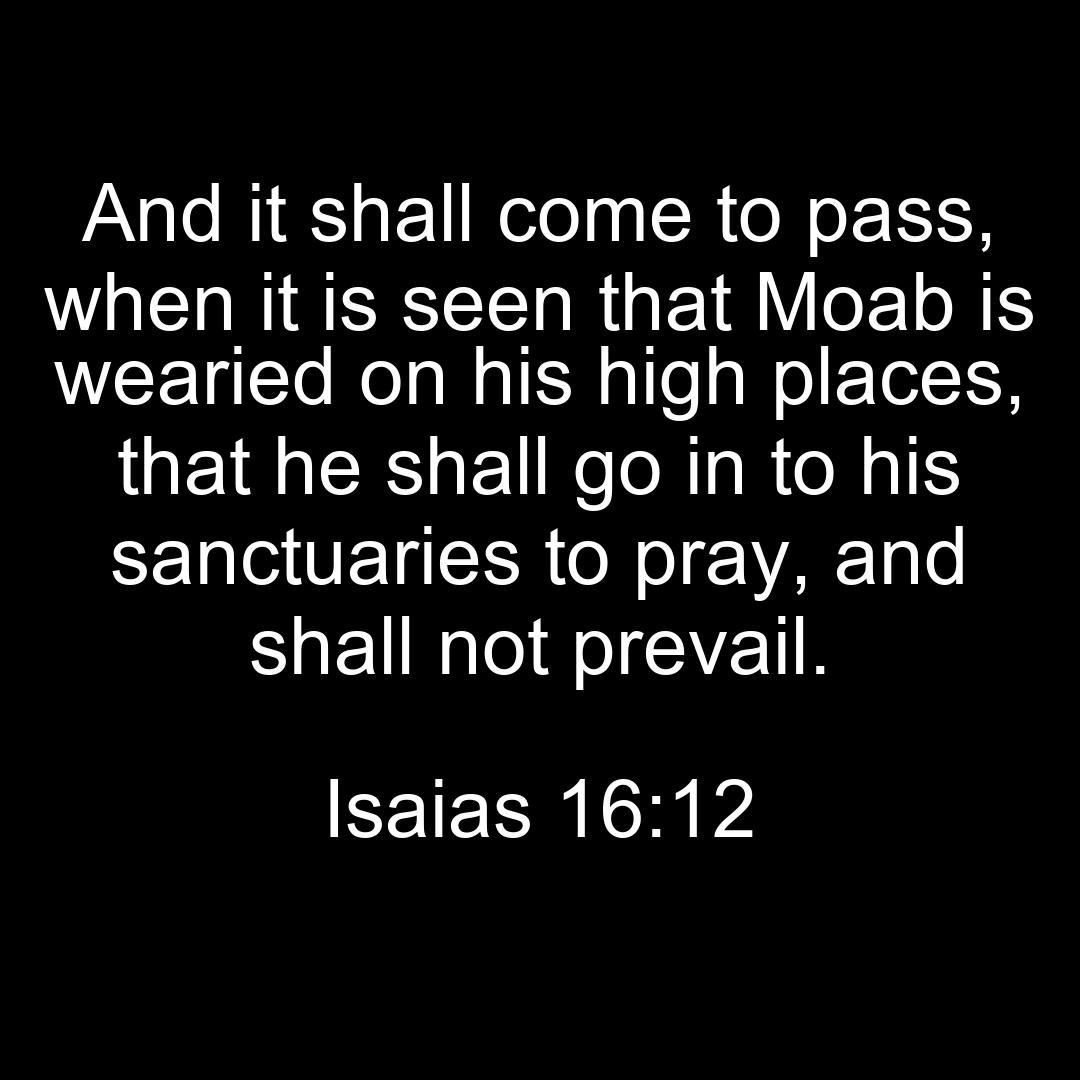 And it shall come to pass,
when it is seen that Moab is
wearied on his high places,
that he shall go in to his
sanctuaries to pray, and
shall not prevail.
Isaias 16:12